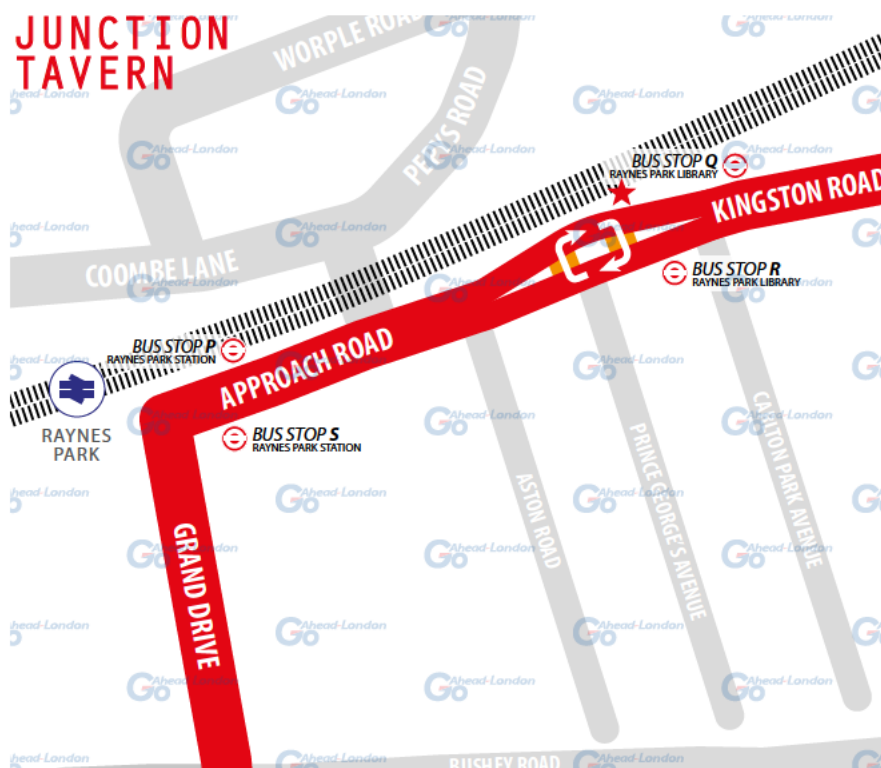 JUNCTION
TAVERN
WORPLE ROAD
PEPYS ROAD
BUS STOP Q
RAYNES PARK LIBRARY
KINGSTON ROAD
COOMBE LANE
BUS STOP R
RAYNES PARK LIBRARY
BUS STOP P
RAYNES PARK STATION
APPROACH ROAD
RAYNES
PARK
BUS STOP S
RAYNES PARK STATION
CARLTON PARK AVENUE
PRINCE GEORGE'S AVENUE
ASTON ROAD
GRAND DRIVE
BUSHEY ROAD
Go Ahead-London